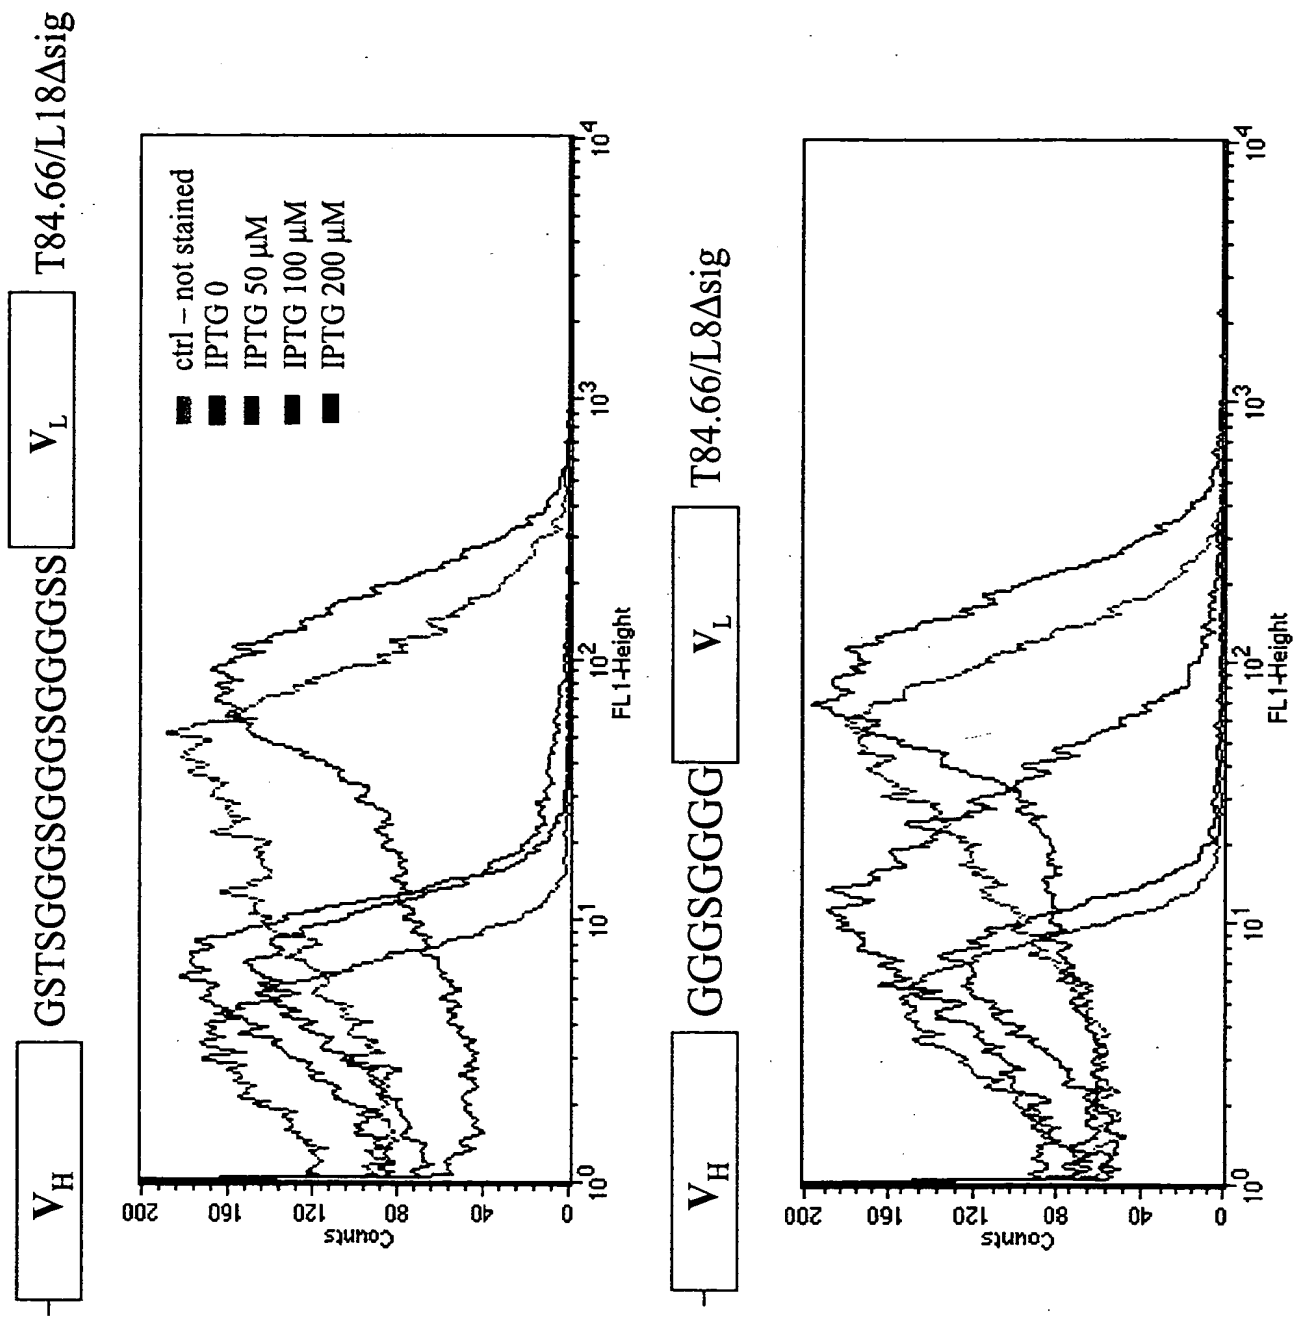 V_H GSTSGGGSGGGSGGGGSS V_L T84.66/L18Δsig
ctrl – not stained
IPTG 0
IPTG 50 μM
IPTG 100 μM
IPTG 200 μM
Counts
200
160
120
80
40
0
10^0
10^1
10^2
10^3
10^4
FL1-Height
V_H GGGSGGGG V_L T84.66/L8Δsig
Counts
200
160
120
80
40
0
10^0
10^1
10^2
10^3
10^4
FL1-Height